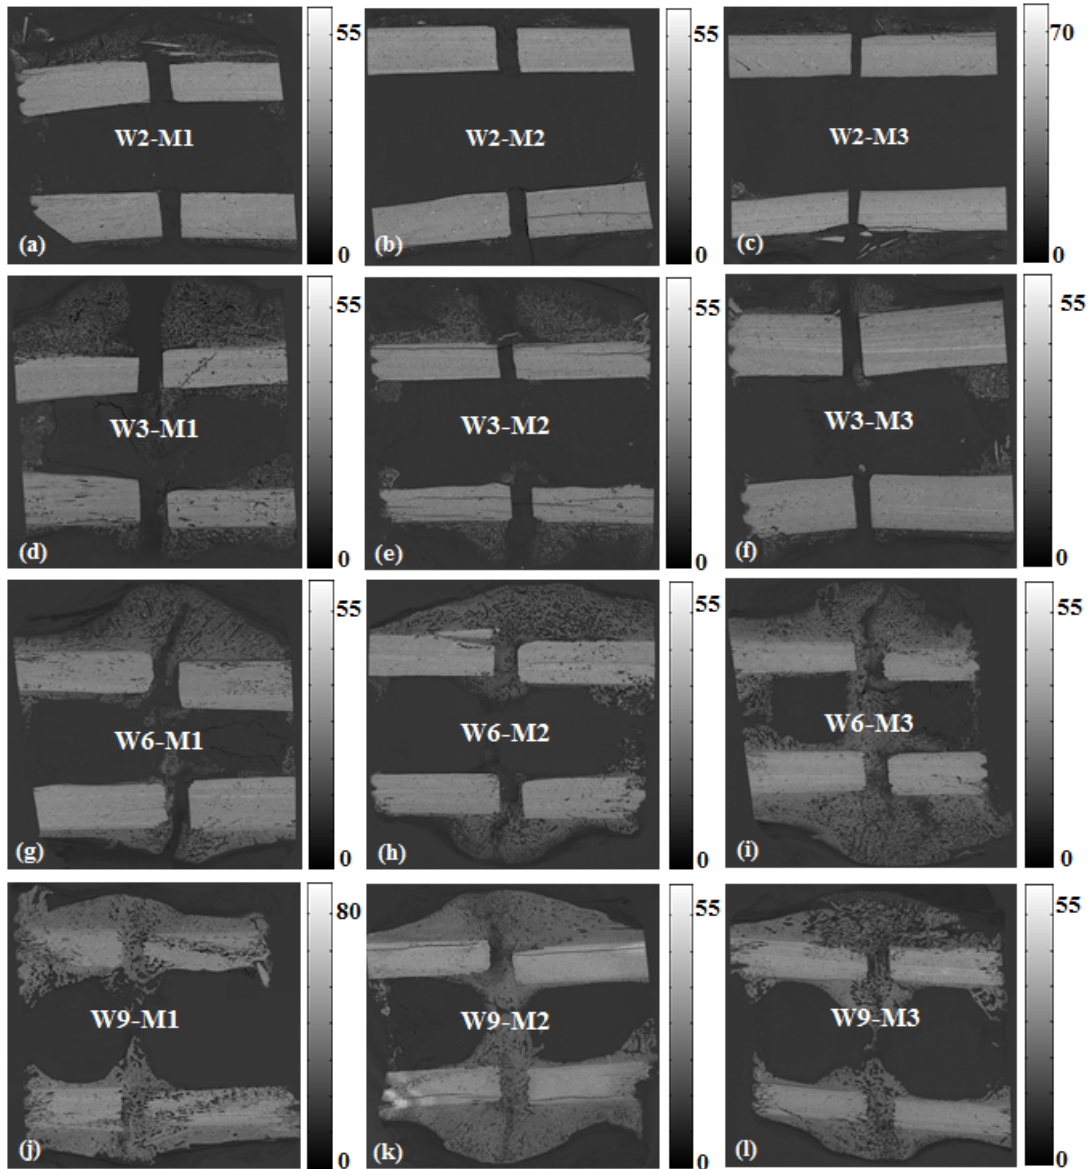 55
W2-M1
(a)
0
55
W2-M2
(b)
0
70
W2-M3
(c)
0
55
W3-M1
(d)
0
55
W3-M2
(e)
0
55
W3-M3
(f)
0
55
W6-M1
(g)
0
55
W6-M2
(h)
0
55
W6-M3
(i)
0
80
W9-M1
(j)
0
55
W9-M2
(k)
0
55
W9-M3
(l)
0